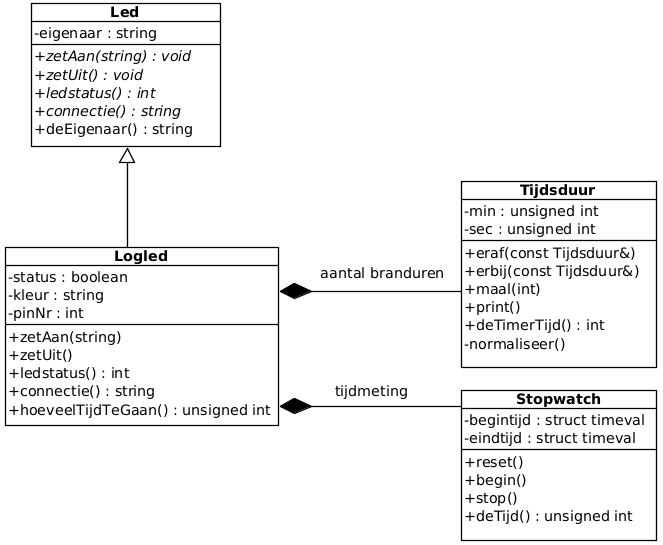 Led
-eigenaar : string
+zetAan(string) : void
+zetUit() : void
+ledstatus() : int
+connectie() : string
+deEigenaar() : string
Logled
-status : boolean
-kleur : string
-pinNr : int
+zetAan(string)
+zetUit()
+ledstatus() : int
+connectie() : string
+hoeveelTijdTeGaan() : unsigned int
aantal branduren
tijdmeting
Tijdsduur
-min : unsigned int
-sec : unsigned int
+eraf(const Tijdsduur&)
+erbij(const Tijdsduur&)
+maal(int)
+print()
+deTimerTijd() : int
-normaliseer()
Stopwatch
-begintijd : struct timeval
-eindtijd : struct timeval
+reset()
+begin()
+stop()
+deTijd() : unsigned int